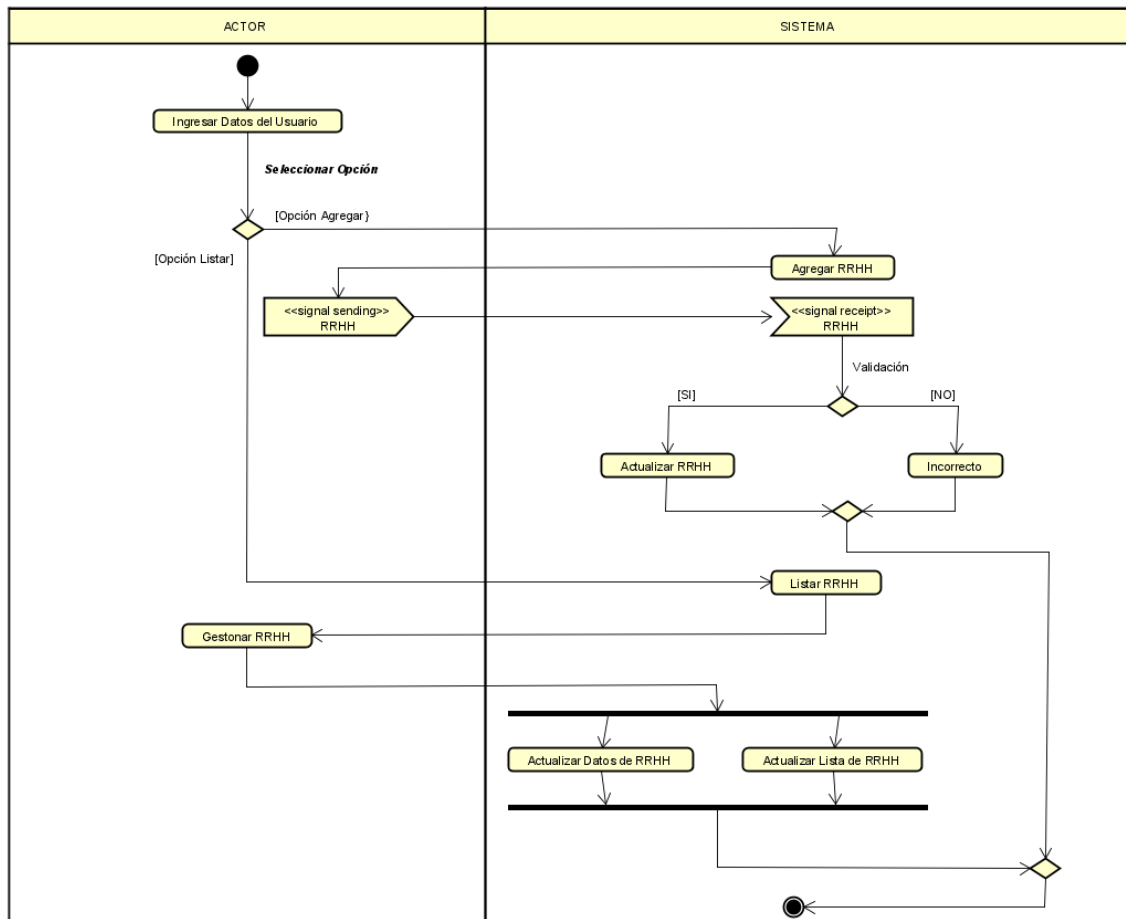 ACTOR
SISTEMA
Ingresar Datos del Usuario
Seleccionar Opción
[Opción Agregar}
[Opción Listar]
Agregar RRHH
<<signal sending>>
RRHH
<<signal receipt>>
RRHH
Validación
[SI]
[NO]
Actualizar RRHH
Incorrecto
Listar RRHH
Gestonar RRHH
Actualizar Datos de RRHH
Actualizar Lista de RRHH